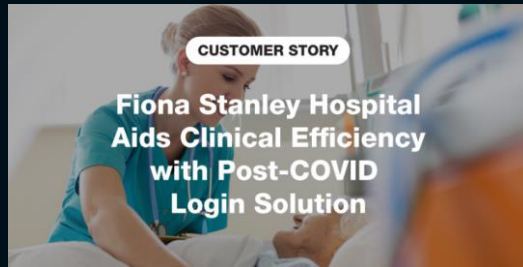 CUSTOMER STORY
Fiona Stanley Hospital
Aids Clinical Efficiency
with Post-COVID
Login Solution